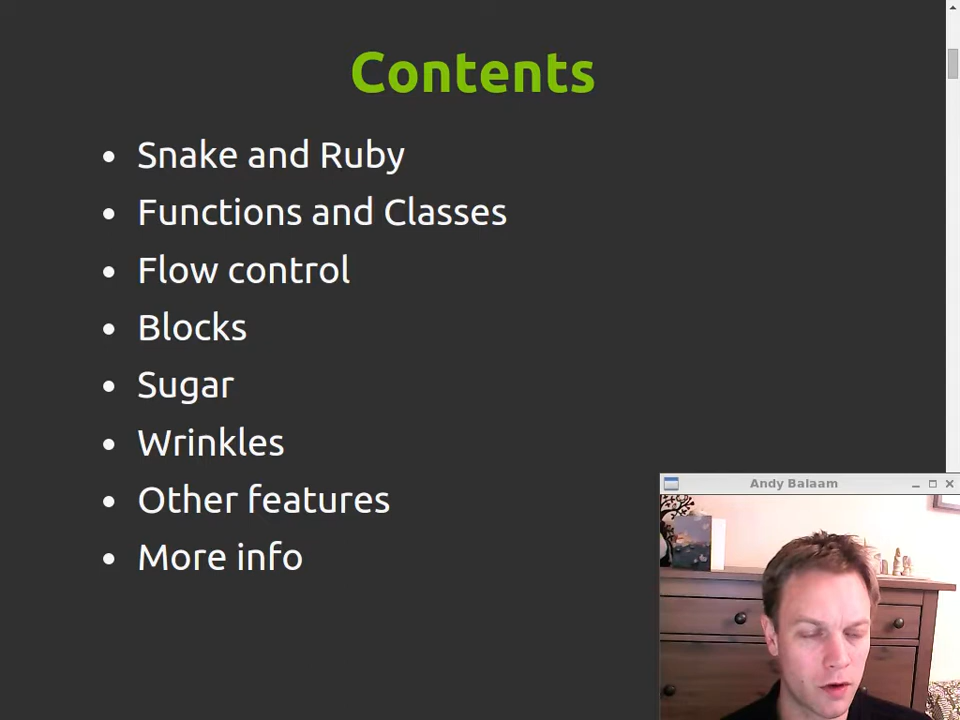 Contents
Snake and Ruby
Functions and Classes
Flow control
Blocks
Sugar
Wrinkles
Other features
More info
Andy Balaam